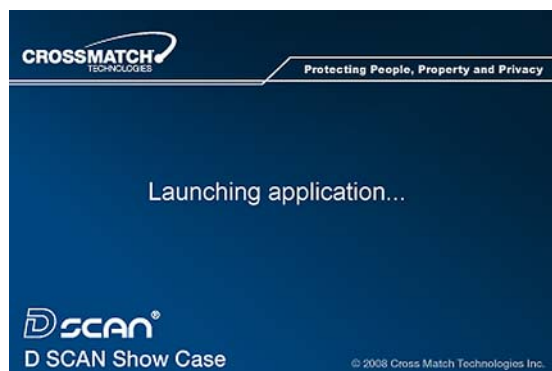 CROSSMATCH
TECHNOLOGIES
Protecting People, Property and Privacy
Launching application...
D SCAN®
D SCAN Show Case
© 2008 Cross Match Technologies Inc.